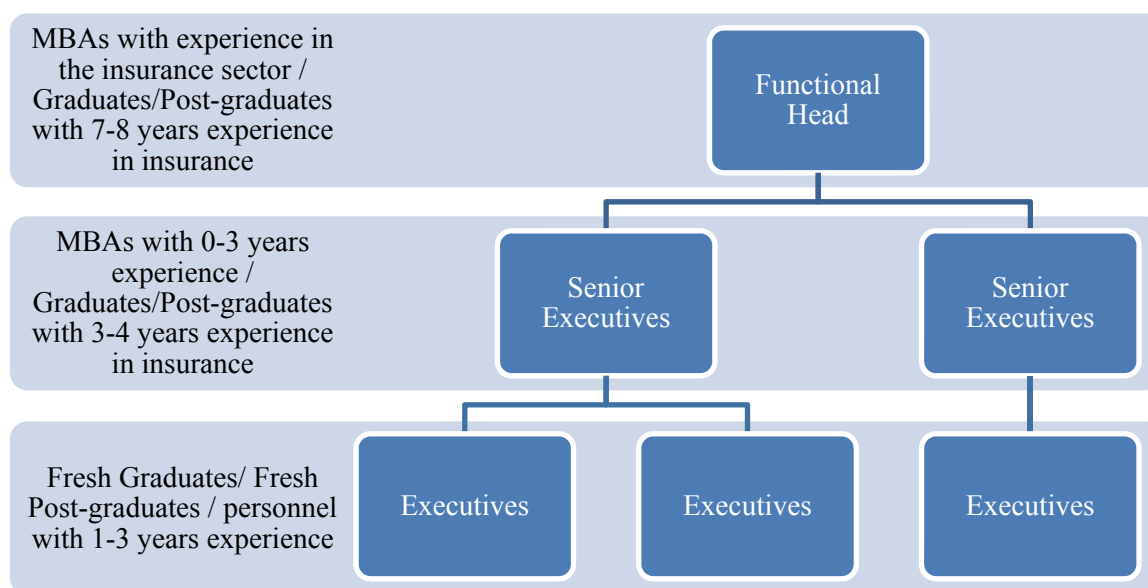 MBAs with experience in
the insurance sector /
Graduates/Post-graduates
with 7-8 years experience
in insurance
Functional
Head
MBAs with 0-3 years
experience /
Graduates/Post-graduates
with 3-4 years experience
in insurance
Senior
Executives
Senior
Executives
Fresh Graduates/ Fresh
Post-graduates / personnel
with 1-3 years experience
Executives
Executives
Executives